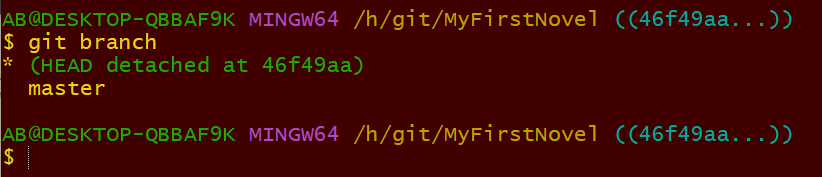 AB@DESKTOP-QBBAF9K MINGW64 /h/git/MyFirstNovel ((46f49aa...))
$ git branch
* (HEAD detached at 46f49aa)
  master
AB@DESKTOP-QBBAF9K MINGW64 /h/git/MyFirstNovel ((46f49aa...))
$